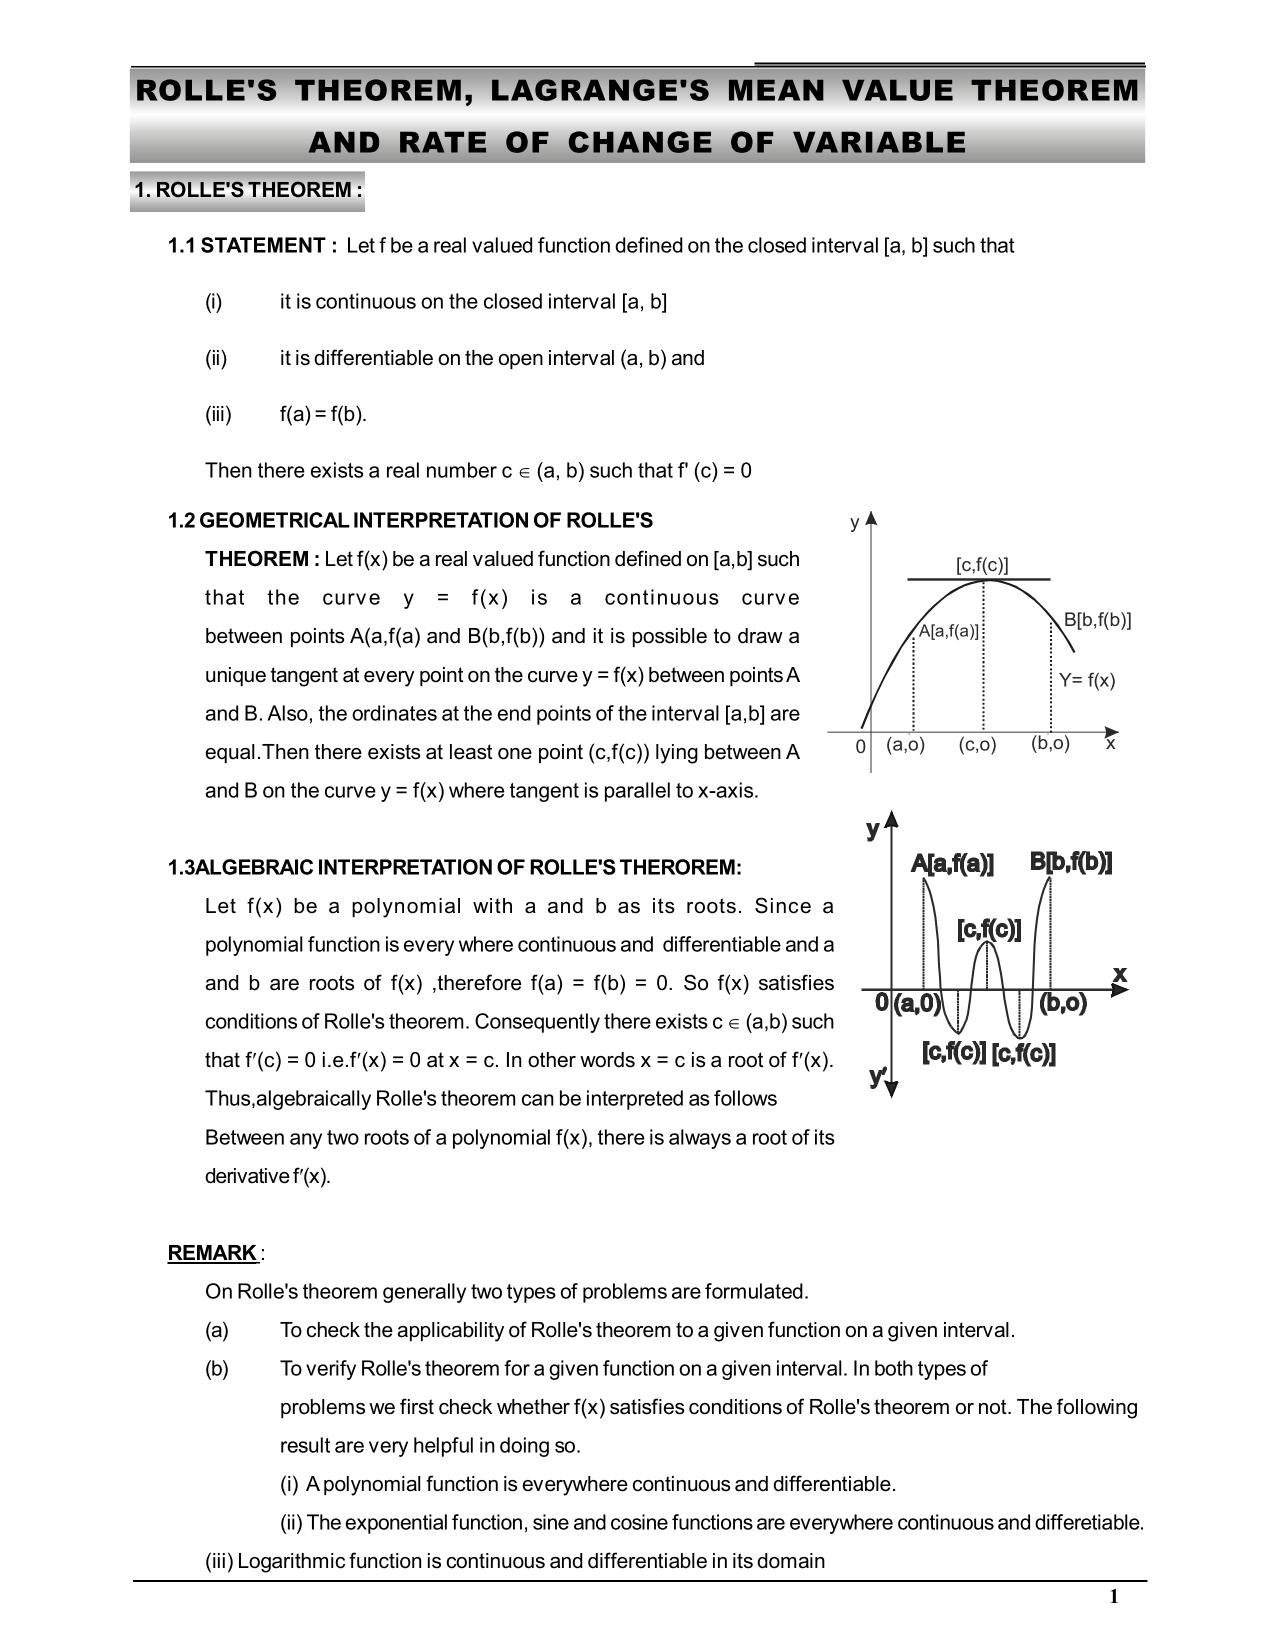 ROLLE'S THEOREM, LAGRANGE'S MEAN VALUE THEOREM
AND RATE OF CHANGE OF VARIABLE
1. ROLLE'S THEOREM :
1.1 STATEMENT : Let f be a real valued function defined on the closed interval [a, b] such that
(i) it is continuous on the closed interval [a, b]
(ii) it is differentiable on the open interval (a, b) and
(iii) f(a) = f(b).
Then there exists a real number c ∈ (a, b) such that f' (c) = 0
1.2 GEOMETRICAL INTERPRETATION OF ROLLE'S
THEOREM : Let f(x) be a real valued function defined on [a,b] such
that the curve y = f(x) is a continuous curve
between points A(a,f(a) and B(b,f(b)) and it is possible to draw a
unique tangent at every point on the curve y = f(x) between points A
and B. Also, the ordinates at the end points of the interval [a,b] are
equal.Then there exists at least one point (c,f(c)) lying between A
and B on the curve y = f(x) where tangent is parallel to x-axis.
y
[c,f(c)]
A[a,f(a)]
B[b,f(b)]
Y= f(x)
0 (a,o) (c,o) (b,o) x
1.3ALGEBRAIC INTERPRETATION OF ROLLE'S THEROREM:
Let f(x) be a polynomial with a and b as its roots. Since a
polynomial function is every where continuous and differentiable and a
and b are roots of f(x) ,therefore f(a) = f(b) = 0. So f(x) satisfies
conditions of Rolle's theorem. Consequently there exists c ∈ (a,b) such
that f′(c) = 0 i.e.f′(x) = 0 at x = c. In other words x = c is a root of f′(x).
Thus,algebraically Rolle's theorem can be interpreted as follows
Between any two roots of a polynomial f(x), there is always a root of its
derivative f′(x).
y
A[a,f(a)] B[b,f(b)]
[c,f(c)]
x
0 (a,0) (b,o)
[c,f(c)] [c,f(c)]
y′
REMARK :
On Rolle's theorem generally two types of problems are formulated.
(a) To check the applicability of Rolle's theorem to a given function on a given interval.
(b) To verify Rolle's theorem for a given function on a given interval. In both types of
problems we first check whether f(x) satisfies conditions of Rolle's theorem or not. The following
result are very helpful in doing so.
(i) A polynomial function is everywhere continuous and differentiable.
(ii) The exponential function, sine and cosine functions are everywhere continuous and differetiable.
(iii) Logarithmic function is continuous and differentiable in its domain
1